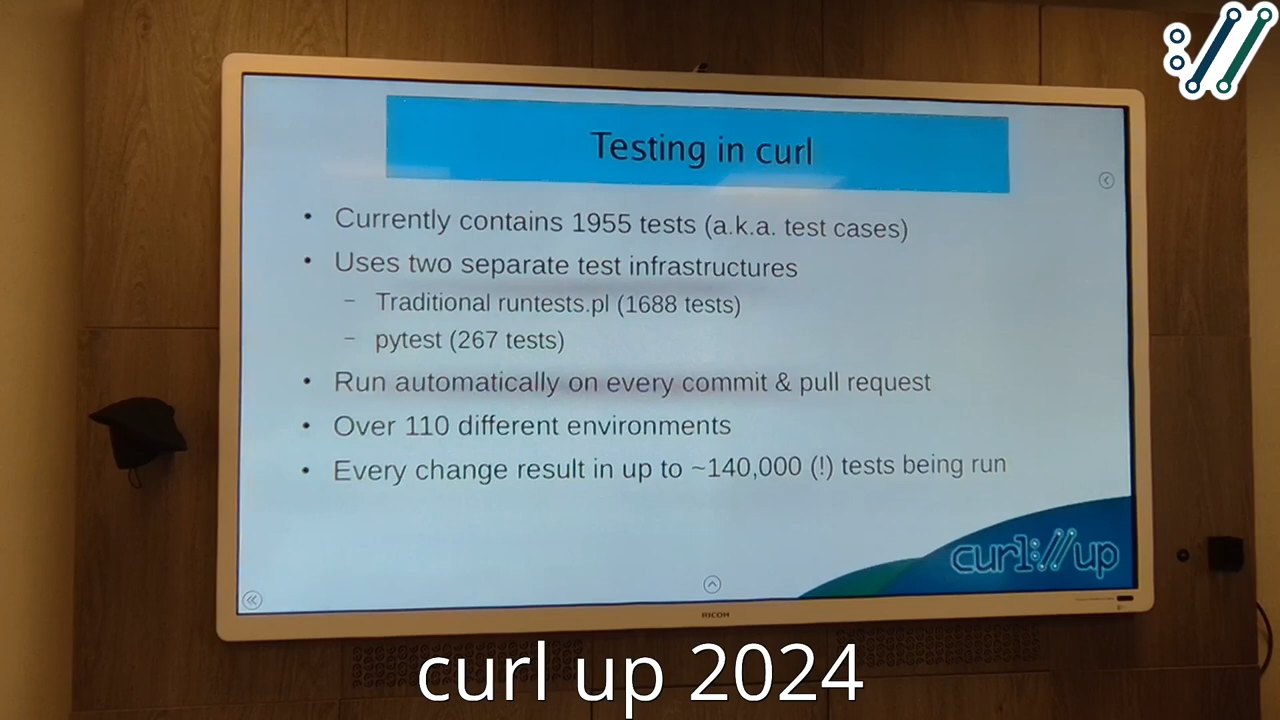 Testing in curl
• Currently contains 1955 tests (a.k.a. test cases)
• Uses two separate test infrastructures
– Traditional runtests.pl (1688 tests)
– pytest (267 tests)
• Run automatically on every commit & pull request
• Over 110 different environments
• Every change result in up to ~140,000 (!) tests being run
curl:// up
RICOH
curl up 2024